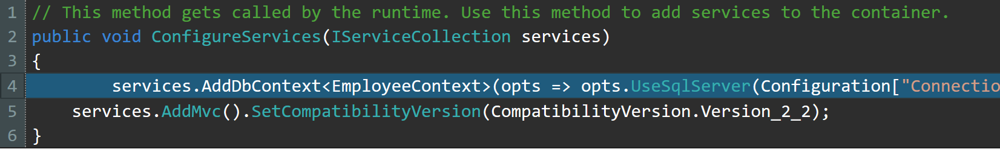 1 // This method gets called by the runtime. Use this method to add services to the container.
2 public void ConfigureServices(IServiceCollection services)
3 {
4         services.AddDbContext<EmployeeContext>(opts => opts.UseSqlServer(Configuration["Connectio
5     services.AddMvc().SetCompatibilityVersion(CompatibilityVersion.Version_2_2);
6 }